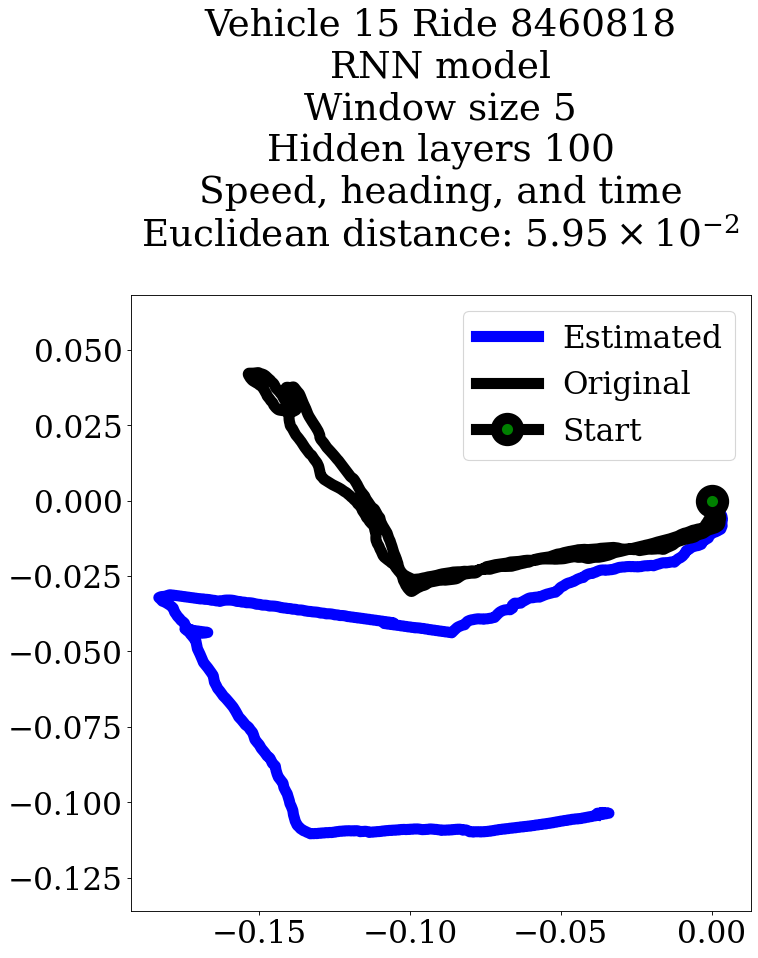 Vehicle 15 Ride 8460818
RNN model
Window size 5
Hidden layers 100
Speed, heading, and time
Euclidean distance: 5.95 × 10⁻²
Estimated
Original
Start
0.050
0.025
0.000
−0.025
−0.050
−0.075
−0.100
−0.125
−0.15 −0.10 −0.05 0.00